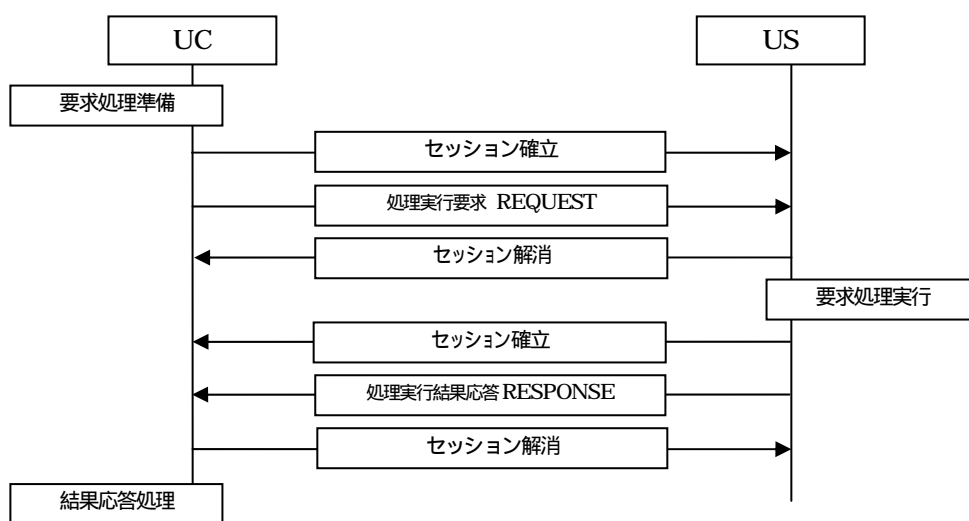 UC
US
要求処理準備
セッション確立
処理実行要求 REQUEST
セッション解消
要求処理実行
セッション確立
処理実行結果応答 RESPONSE
セッション解消
結果応答処理